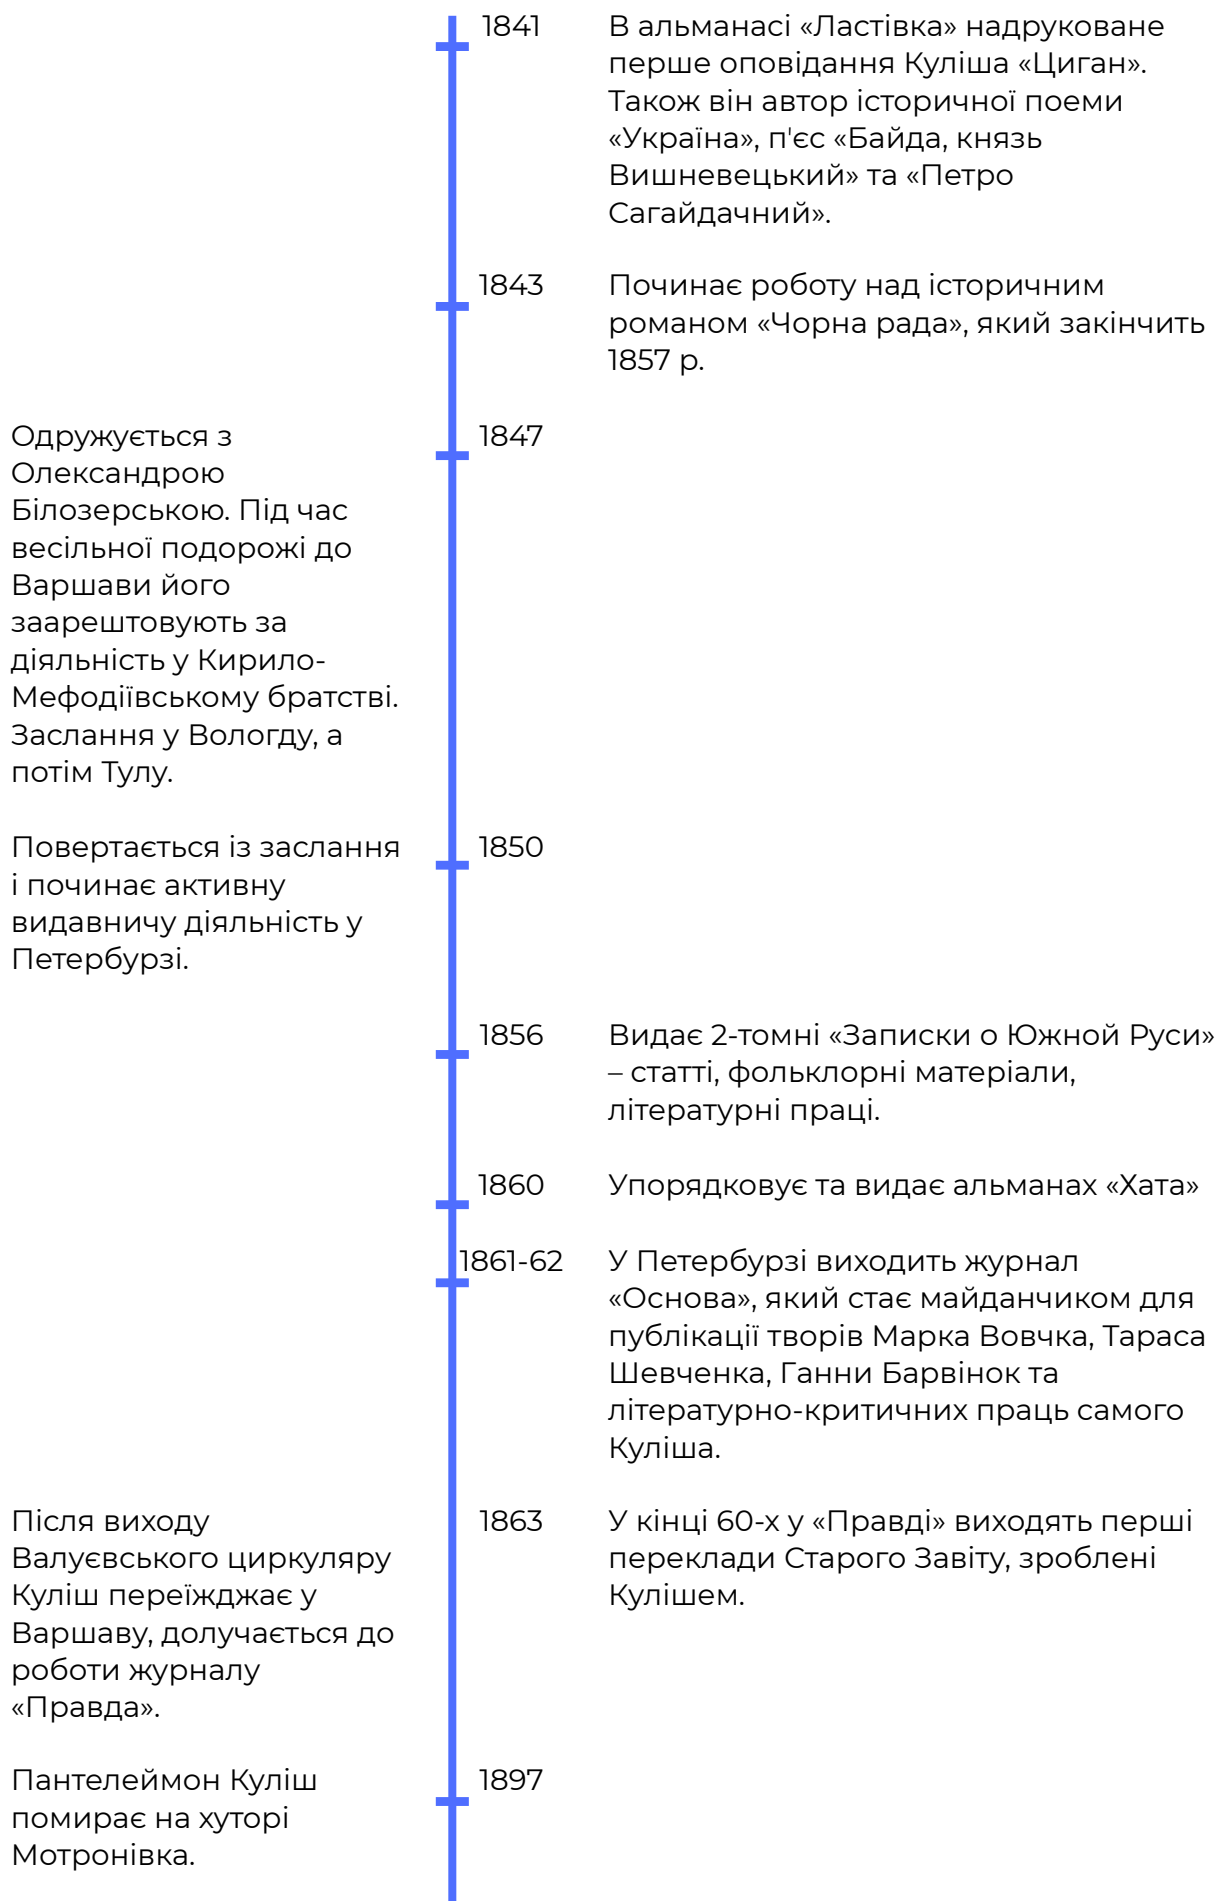 1841
В альманасі «Ластівка» надруковане
перше оповідання Куліша «Циган».
Також він автор історичної поеми
«Україна», п'єс «Байда, князь
Вишневецький» та «Петро
Сагайдачний».
1843
Починає роботу над історичним
романом «Чорна рада», який закінчить
1857 р.
Одружується з
Олександрою
Білозерською. Під час
весільної подорожі до
Варшави його
заарештовують за
діяльність у Кирило-
Мефодіївському братстві.
Заслання у Вологду, а
потім Тулу.
1847
Повертається із заслання
і починає активну
видавничу діяльність у
Петербурзі.
1850
1856
Видає 2-томні «Записки о Южной Руси»
– статті, фольклорні матеріали,
літературні праці.
1860
Упорядковує та видає альманах «Хата»
1861-62
У Петербурзі виходить журнал
«Основа», який стає майданчиком для
публікації творів Марка Вовчка, Тараса
Шевченка, Ганни Барвінок та
літературно-критичних праць самого
Куліша.
Після виходу
Валуєвського циркуляру
Куліш переїжджає у
Варшаву, долучається до
роботи журналу
«Правда».
1863
У кінці 60-х у «Правді» виходять перші
переклади Старого Завіту, зроблені
Кулішем.
Пантелеймон Куліш
помирає на хуторі
Мотронівка.
1897